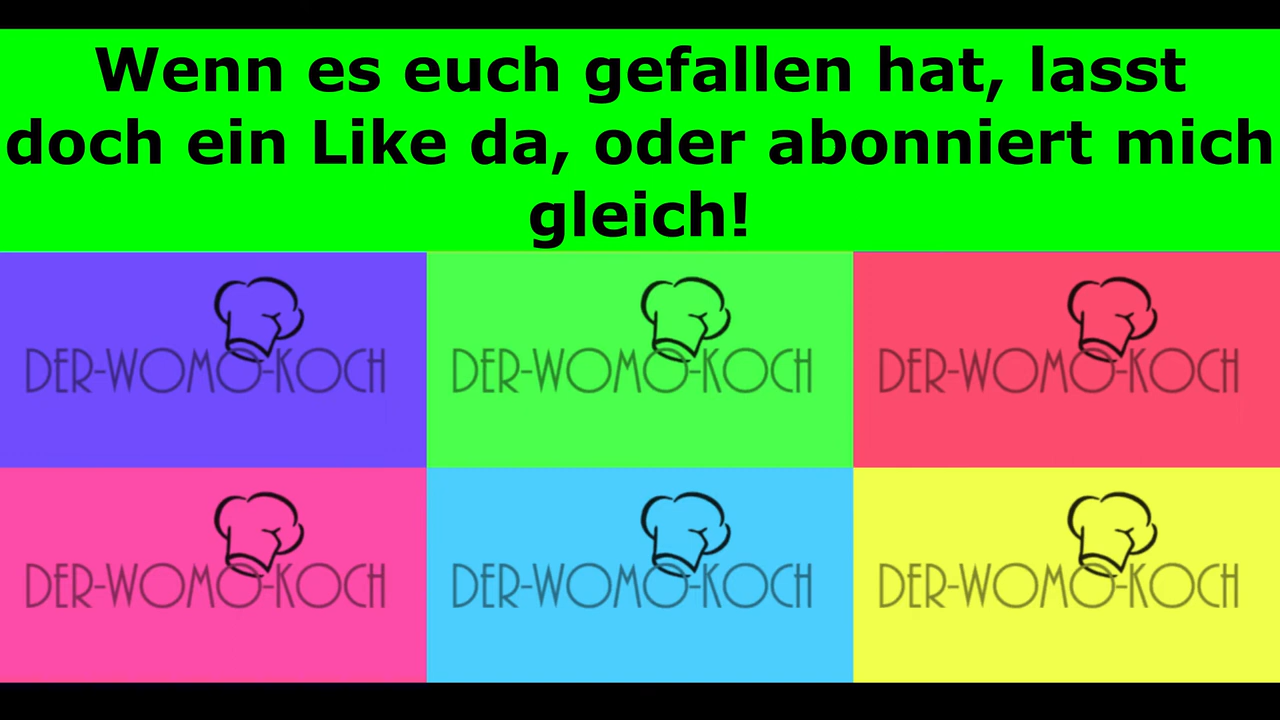 Wenn es euch gefallen hat, lasst
doch ein Like da, oder abonniert mich
gleich!
DER-WOMO-KOCH
DER-WOMO-KOCH
DER-WOMO-KOCH
DER-WOMO-KOCH
DER-WOMO-KOCH
DER-WOMO-KOCH